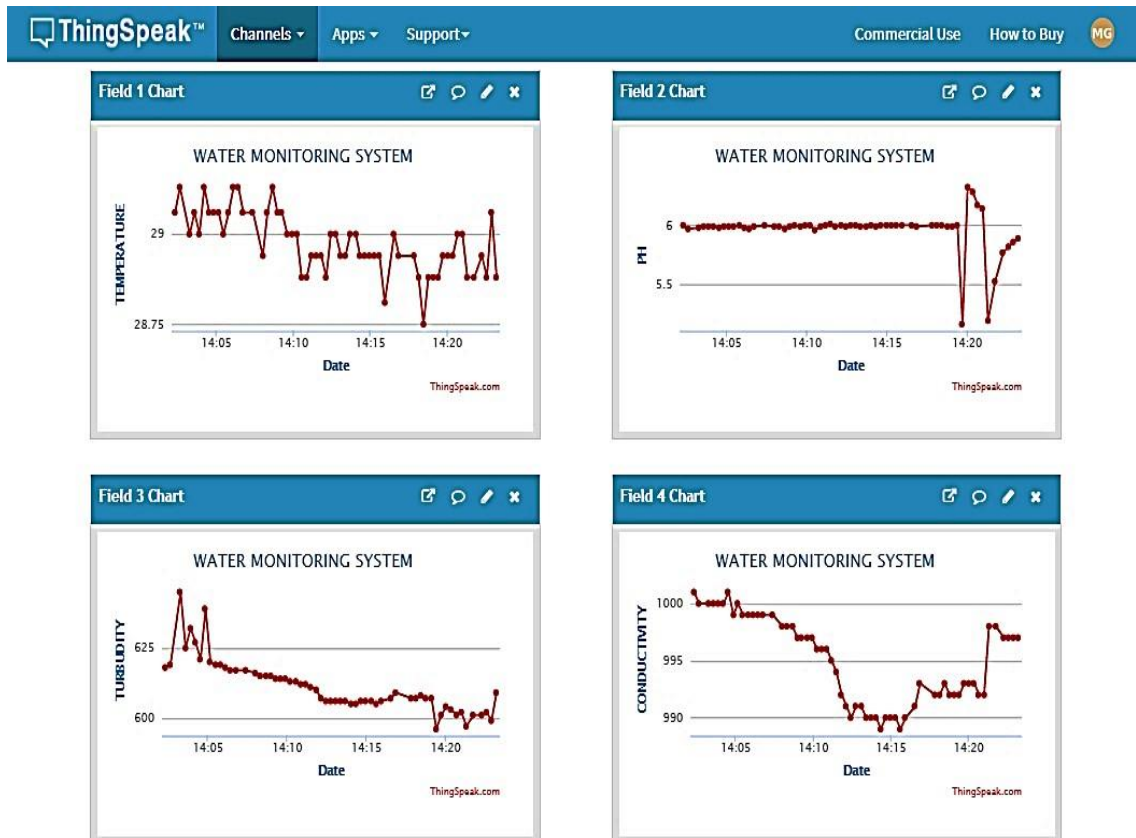 ThingSpeak™ Channels Apps Support Commercial Use How to Buy MG
Field 1 Chart
WATER MONITORING SYSTEM
TEMPERATURE
29
28.75
14:05 14:10 14:15 14:20
Date
ThingSpeak.com
Field 2 Chart
WATER MONITORING SYSTEM
PH
6
5.5
14:05 14:10 14:15 14:20
Date
ThingSpeak.com
Field 3 Chart
WATER MONITORING SYSTEM
TURBUDITY
625
600
14:05 14:10 14:15 14:20
Date
ThingSpeak.com
Field 4 Chart
WATER MONITORING SYSTEM
CONDUCTIVITY
1000
995
990
14:05 14:10 14:15 14:20
Date
ThingSpeak.com